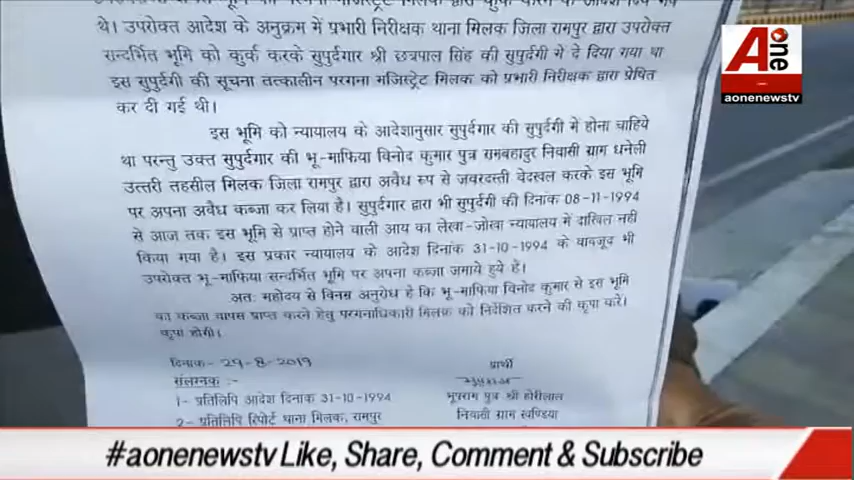 थे। उपरोक्त आदेश के अनुक्रम में प्रभारी निरीक्षक थाना मिलक जिला रामपुर द्वारा उपरोक्त
सन्दर्भित भूमि को कुर्क करके सुपुर्दगार श्री छत्रपाल सिंह की सुपुर्दगी में दे दिया गया था
इस सुपुर्दगी की सूचना तत्कालीन परगना मजिस्ट्रेट मिलक को प्रभारी निरीक्षक द्वारा प्रेषित
कर दी गई थी।
इस भूमि को न्यायालय के आदेशानुसार सुपुर्दगार की सुपुर्दगी में होना चाहिये
था परन्तु उक्त सुपुर्दगार की भू-माफिया विनोद कुमार पुत्र रामबहादुर निवासी ग्राम धनेली
उत्तरी तहसील मिलक जिला रामपुर द्वारा अवैध रूप से जवरदस्ती वेदखल करके इस भूमि
पर अपना अवैध कब्जा कर लिया है। सुपुर्दगार द्वारा भी सुपुर्दगी की दिनांक 08-11-1994
से आज तक इस भूमि से प्राप्त होने वाली आय का लेखा-जोखा न्यायालय में दाखिल नही
किया गया है। इस प्रकार न्यायालय के आदेश दिनांक 31-10-1994 के वावजूद भी
उपरोक्त भू-माफिया सन्दर्भित भूमि पर अपना कब्जा जमाये हुये हैं।
अतः महोदय से विनम्र अनुरोध है कि भू-माफिया विनोद कुमार से इस भूमि
का कब्जा वापस प्राप्त करने हेतु परगनाधिकारी मिलक को निर्देशित करने की कृपा करें।
कृपा होगी।
दिनांक- 29-8-2019
प्रार्थी
संलग्नक :-
1- प्रतिलिपि आदेश दिनांक 31-10-1994
भूपराम पुत्र श्री होरीलाल
2- प्रतिलिपि रिपोर्ट थाना मिलक, रामपुर
निवासी ग्राम खण्डिया
A one
aonenewstv
#aonenewstv Like, Share, Comment & Subscribe